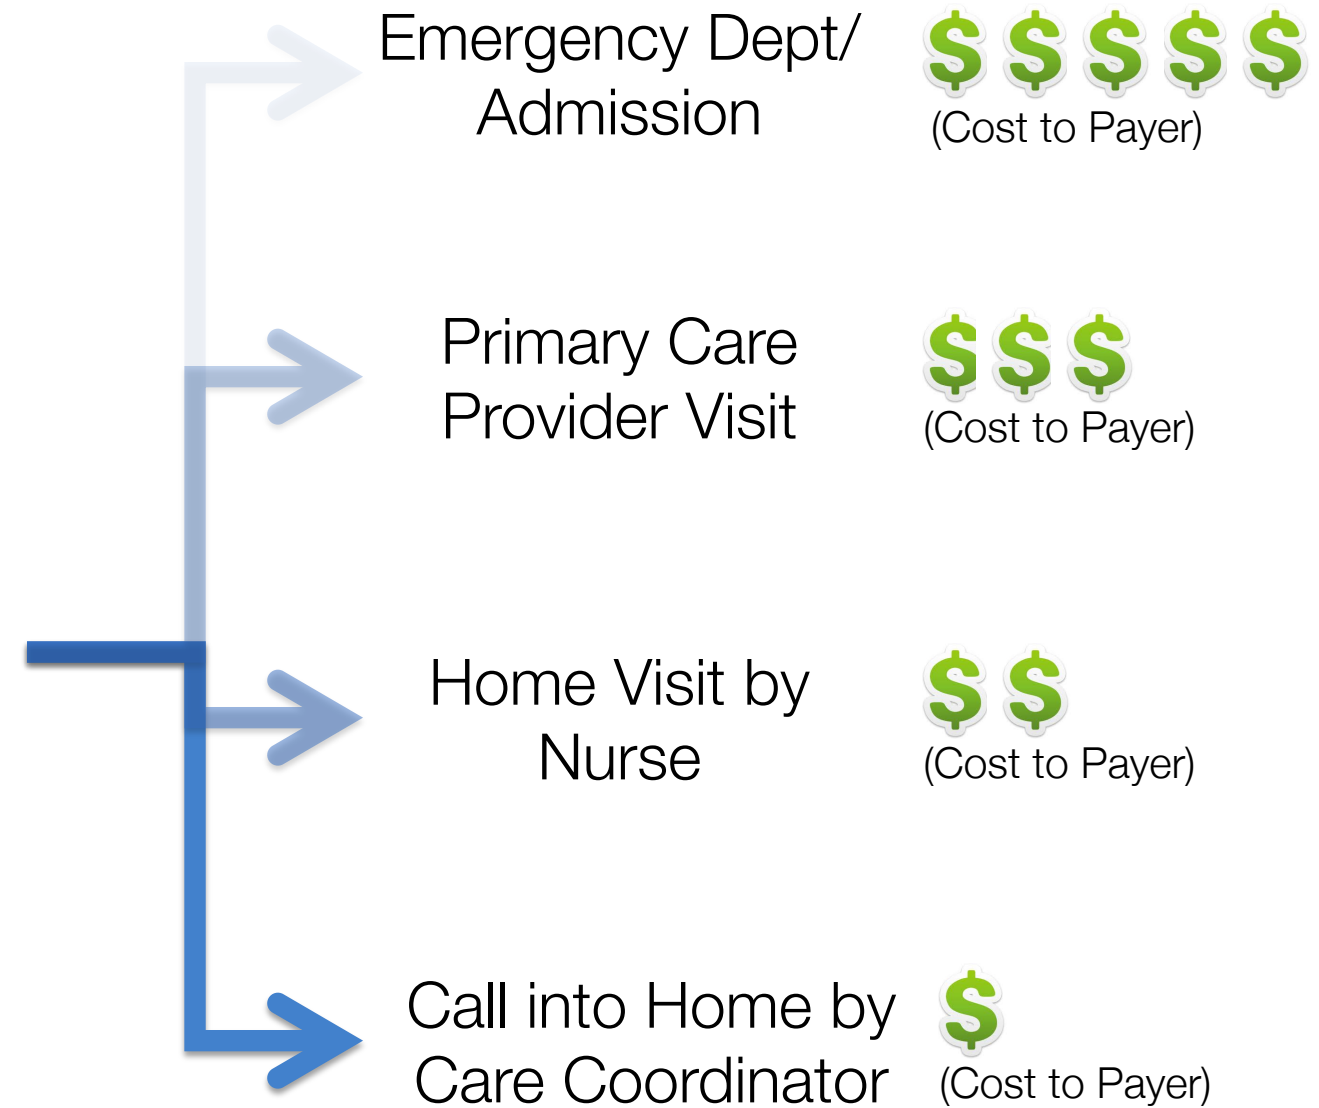 Emergency Dept/
Admission
$ $ $ $ $
(Cost to Payer)
Primary Care
Provider Visit
$ $ $
(Cost to Payer)
Home Visit by
Nurse
$ $
(Cost to Payer)
Call into Home by
Care Coordinator
$
(Cost to Payer)